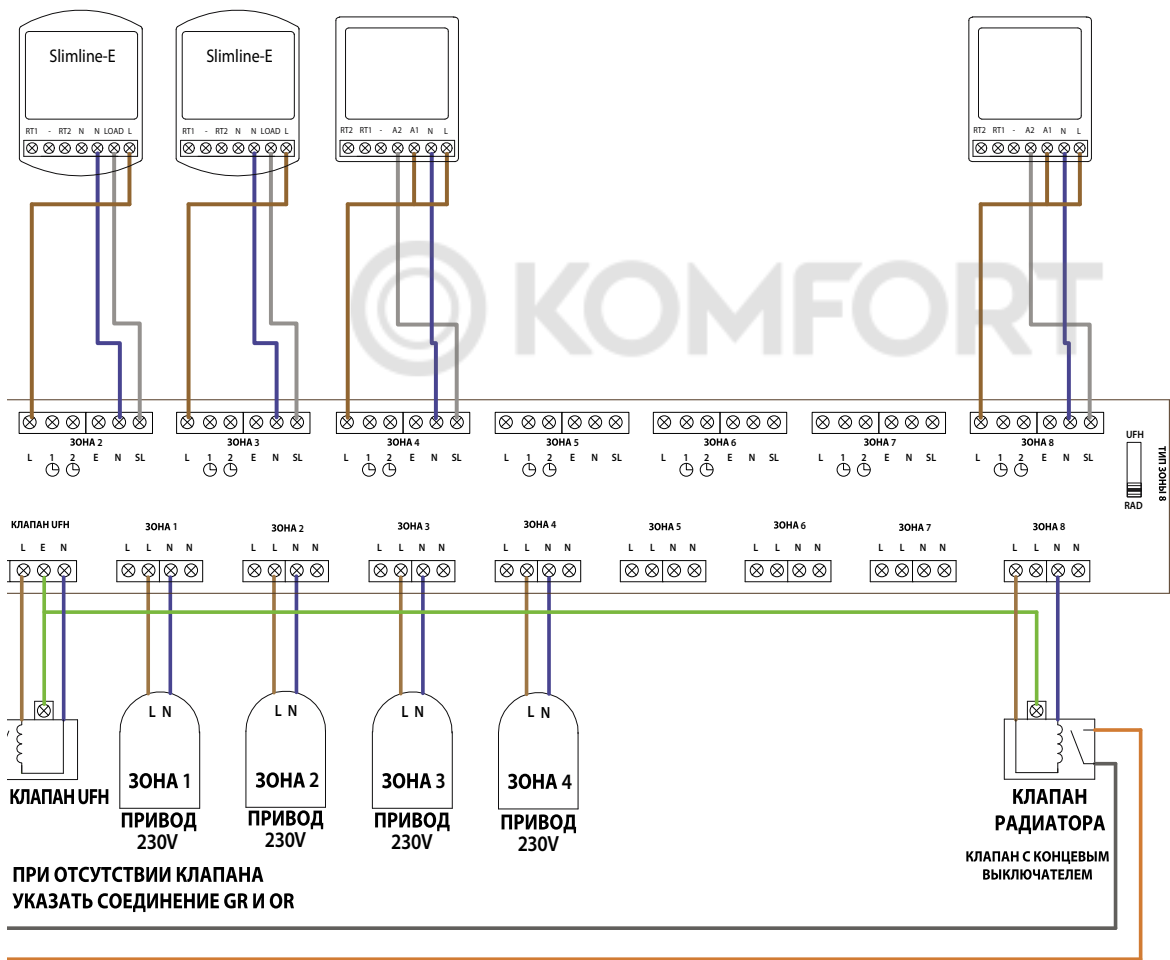 Slimline-E
Slimline-E
RT1 - RT2 N N LOAD L
RT1 - RT2 N N LOAD L
RT2 RT1 - A2 A1 N L
RT2 RT1 - A2 A1 N L
KOMFORT
ЗОНА 2
ЗОНА 3
ЗОНА 4
ЗОНА 5
ЗОНА 6
ЗОНА 7
ЗОНА 8
L 1 2 E N SL
L 1 2 E N SL
L 1 2 E N SL
L 1 2 E N SL
L 1 2 E N SL
L 1 2 E N SL
L 1 2 E N SL
UFH
RAD
ТИП ЗОНЫ 8
КЛАПАН UFH
ЗОНА 1
ЗОНА 2
ЗОНА 3
ЗОНА 4
ЗОНА 5
ЗОНА 6
ЗОНА 7
ЗОНА 8
L E N
L L N N
L L N N
L L N N
L L N N
L L N N
L L N N
L L N N
L L N N
L N
L N
L N
L N
КЛАПАН UFH
ЗОНА 1
ПРИВОД
230V
ЗОНА 2
ПРИВОД
230V
ЗОНА 3
ПРИВОД
230V
ЗОНА 4
ПРИВОД
230V
КЛАПАН
РАДИАТОРА
КЛАПАН С КОНЦЕВЫМ
ВЫКЛЮЧАТЕЛЕМ
ПРИ ОТСУТСТВИИ КЛАПАНА
УКАЗАТЬ СОЕДИНЕНИЕ GR И OR